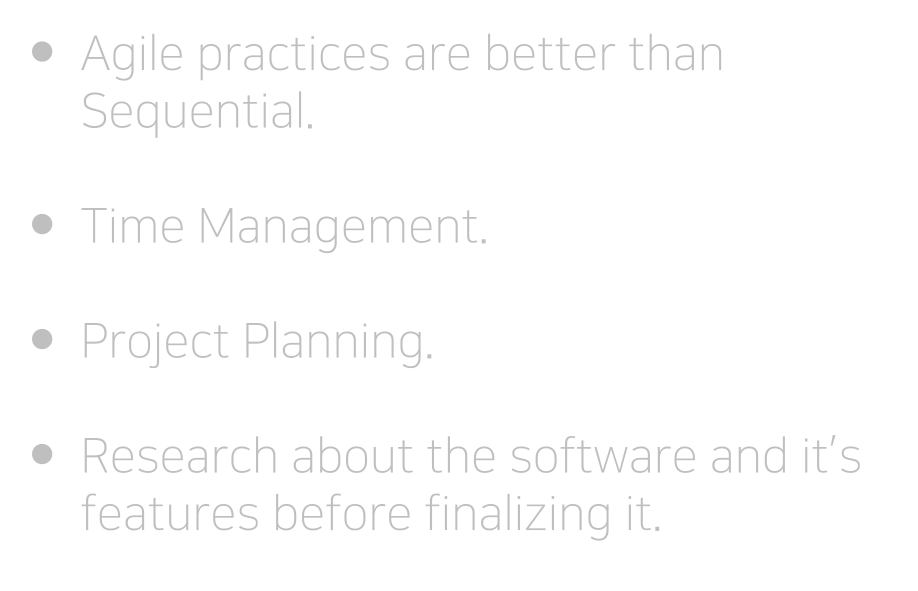 • Agile practices are better than
Sequential.
• Time Management.
• Project Planning.
• Research about the software and it's
features before finalizing it.